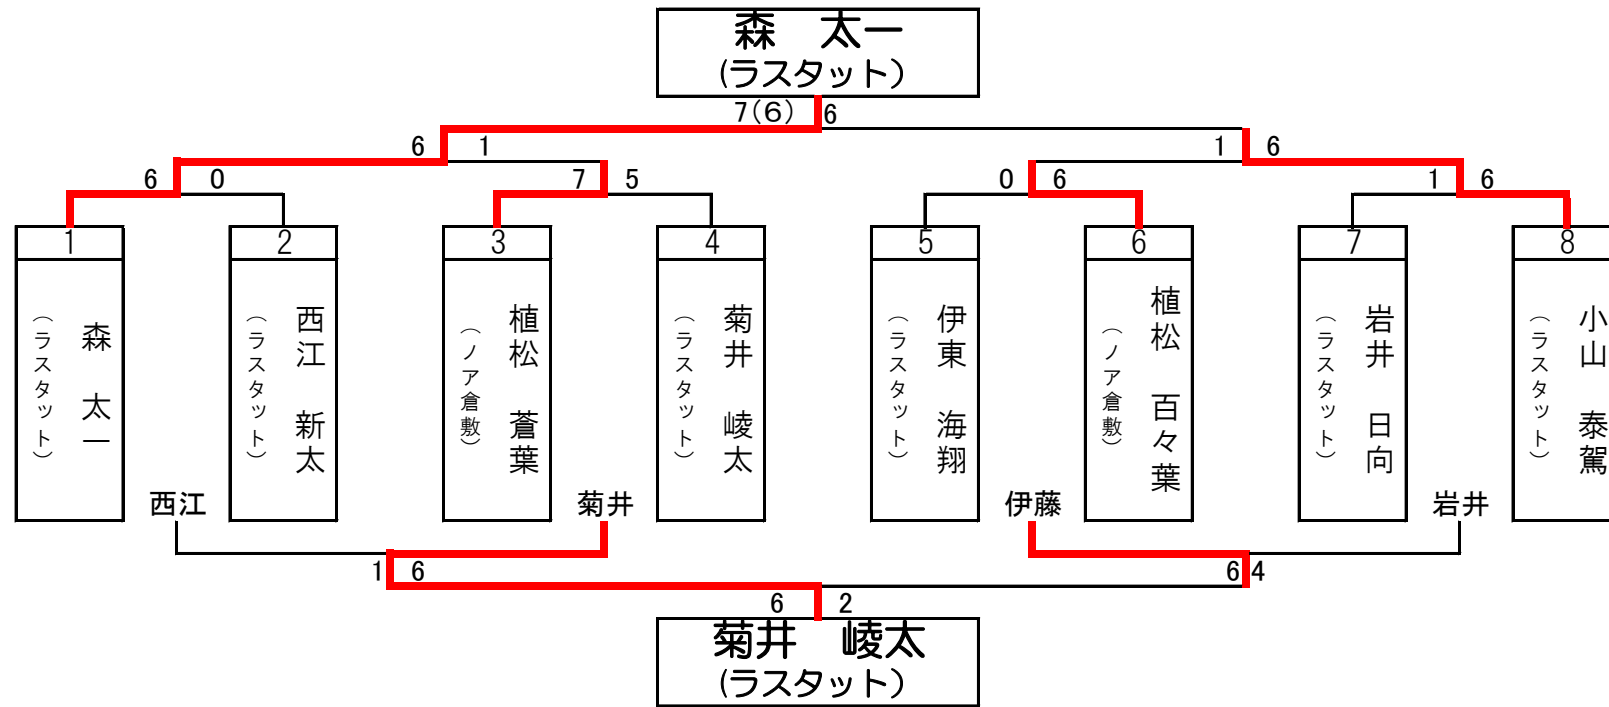 森　太一
(ラスタット)
7(6) 6
6 1 1 6
6 0 7 5 0 6 1 6
1 2 3 4 5 6 7 8
森　太一
(ラスタット)
西江　新太
(ラスタット)
植松　蒼葉
(ノア倉敷)
菊井　崚太
(ラスタット)
伊東　海翔
(ラスタット)
植松　百々葉
(ノア倉敷)
岩井　日向
(ラスタット)
小山　泰駕
(ラスタット)
西江 菊井 伊藤 岩井
1 6 6 4
6 2
菊井　崚太
(ラスタット)